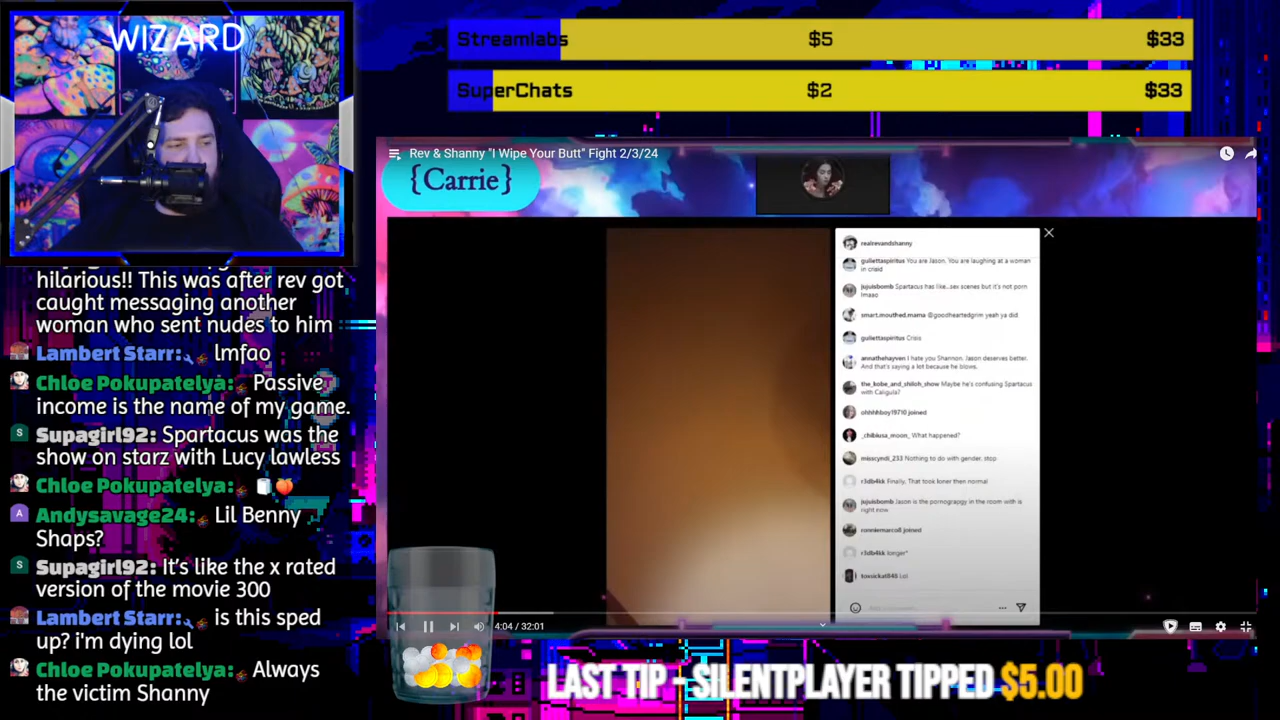 WIZARD
Streamlabs $5 $33
SuperChats $2 $33
Rev & Shanny "I Wipe Your Butt" Fight 2/3/24
{Carrie}
hilarious!! This was after rev got
caught messaging another
woman who sent nudes to him
Lambert Starr: lmfao
Chloe Pokupatelya: Passive
income is the name of my game.
Supagirl92: Spartacus was the
show on starz with Lucy lawless
Chloe Pokupatelya:
Andysavage24: Lil Benny
Shaps?
Supagirl92: It's like the x rated
version of the movie 300
Lambert Starr: is this sped
up? i'm dying lol
Chloe Pokupatelya: Always
the victim Shanny
realrevandshanny
guliettaspiritus You are Jason. You are laughing at a woman
in crieid
jujuisbomb Spartacus has like...sex scenes but it's not porn
lmaao
smart.mouthed.mama @goodheartedgrim yeah ya did
guliettaspiritus Crisis
annathehayven I hate you Shannon. Jason deserves better.
And that's saying a lot because he blows.
the_kobe_and_shiloh_show Maybe he's confusing Spartacus
with Caligula?
ohhhhboy19710 joined
_chibiusa_moon_ What happened?
misscyndi_233 Nothing to do with gender, stop
r3db4kk Finally. That took loner then normal
jujuisbomb Jason is the pornograpigy in the room with is
right now
ronniemarco8 joined
r3db4kk longer*
tovsickat848 Lol
4:04 / 32:01
LAST TIP - SILENTPLAYER TIPPED $5.00